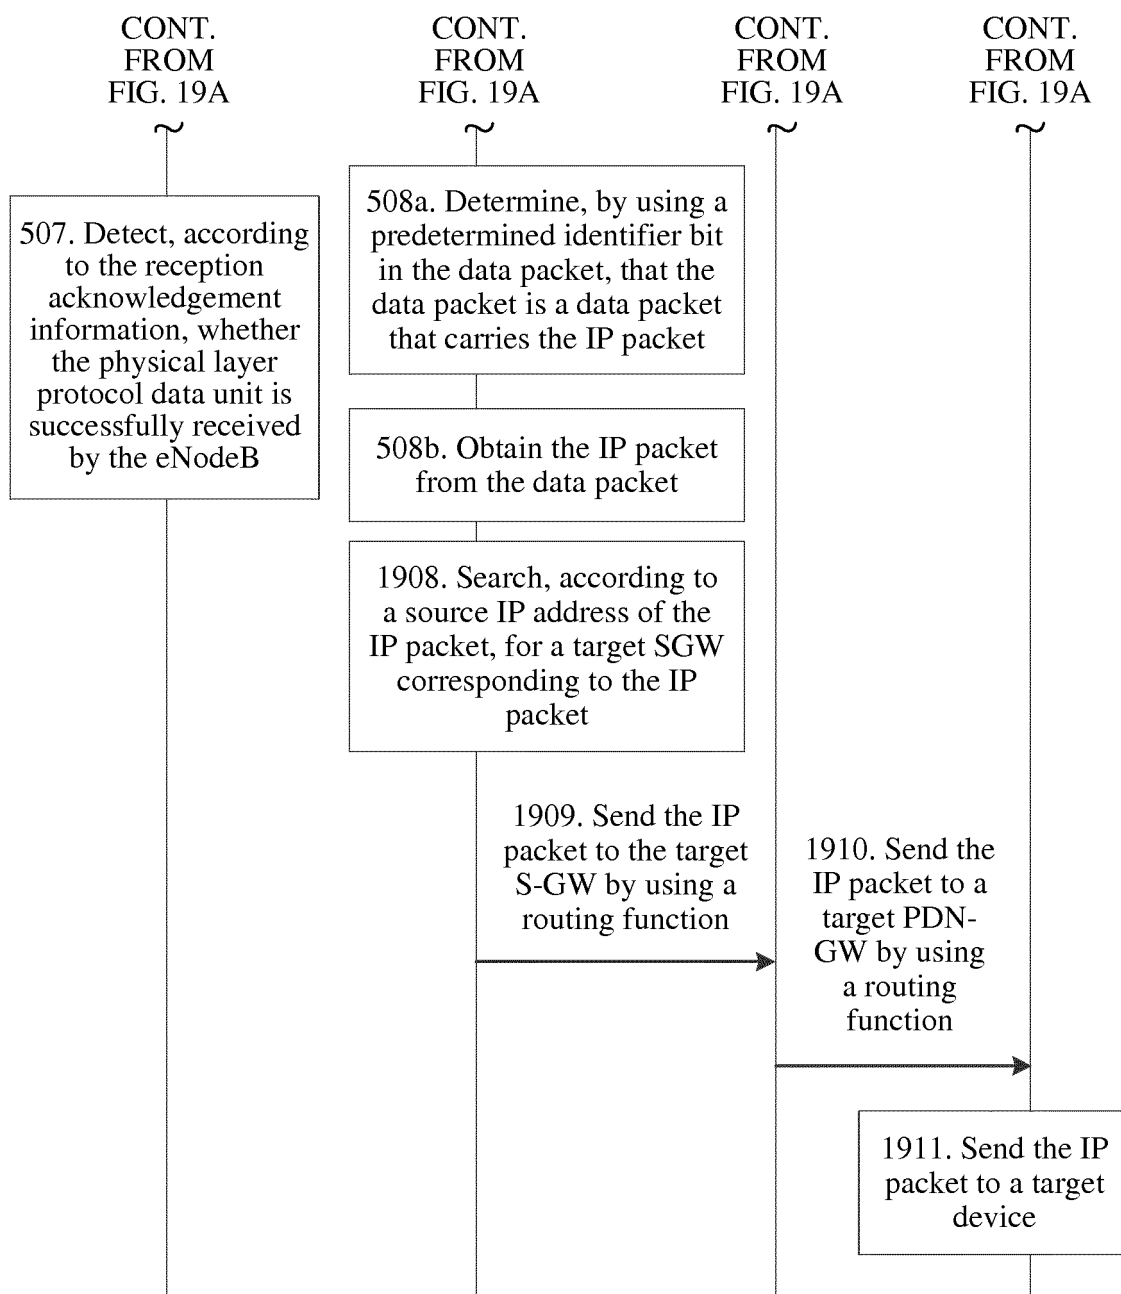 CONT.
FROM
FIG. 19A
CONT.
FROM
FIG. 19A
CONT.
FROM
FIG. 19A
CONT.
FROM
FIG. 19A
507. Detect, according
to the reception
acknowledgement
information, whether
the physical layer
protocol data unit is
successfully received
by the eNodeB
508a. Determine, by using a
predetermined identifier bit
in the data packet, that the
data packet is a data packet
that carries the IP packet
508b. Obtain the IP packet
from the data packet
1908. Search, according to
a source IP address of the
IP packet, for a target SGW
corresponding to the IP
packet
1909. Send the IP
packet to the target
S-GW by using a
routing function
1910. Send the
IP packet to a
target PDN-
GW by using
a routing
function
1911. Send the IP
packet to a target
device